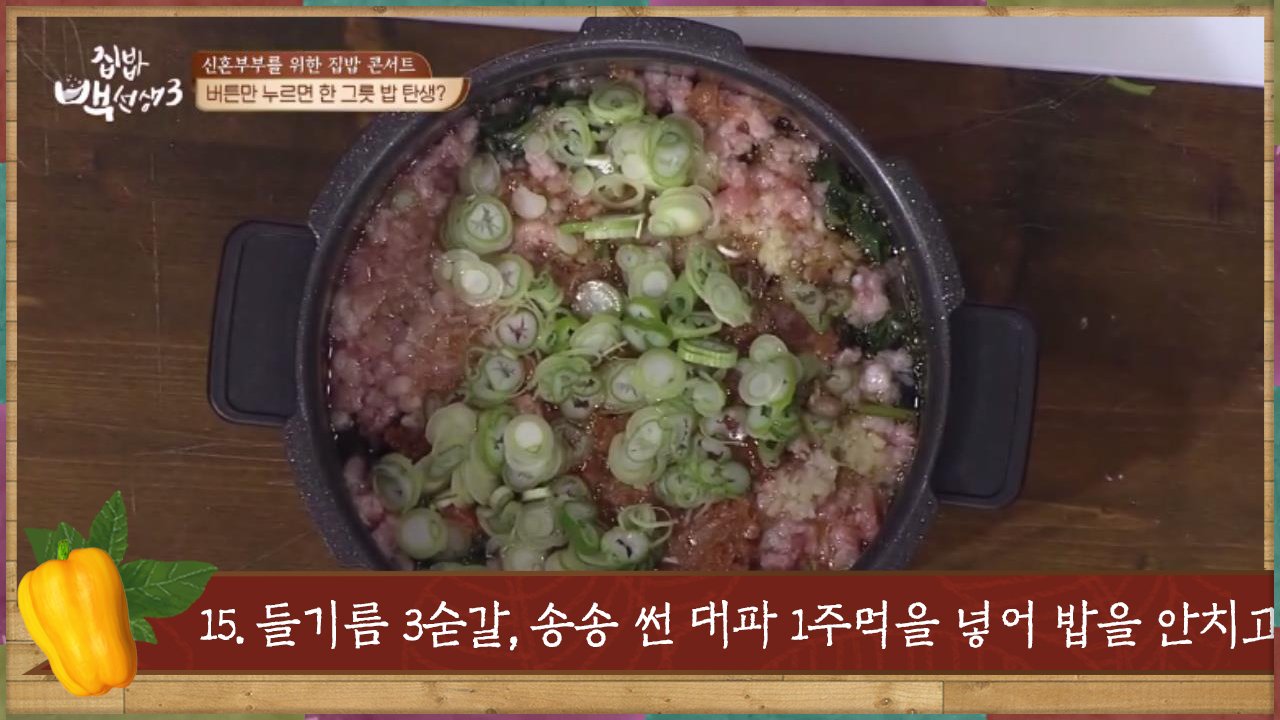 집밥
백선생3
신혼부부를 위한 집밥 콘서트
버튼만 누르면 한 그릇 밥 탄생?
15. 들기름 3숟갈, 송송 썬 대파 1주먹을 넣어 밥을 안치고